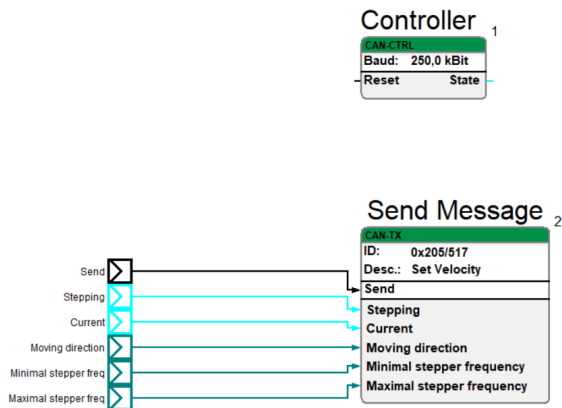 Controller 1
CAN-CTRL
Baud: 250,0 kBit
Reset State
Send Message 2
CAN-TX
ID: 0x205/517
Desc.: Set Velocity
Send
Send
Stepping
Stepping
Current
Current
Moving direction
Moving direction
Minimal stepper freq
Minimal stepper frequency
Maximal stepper freq
Maximal stepper frequency